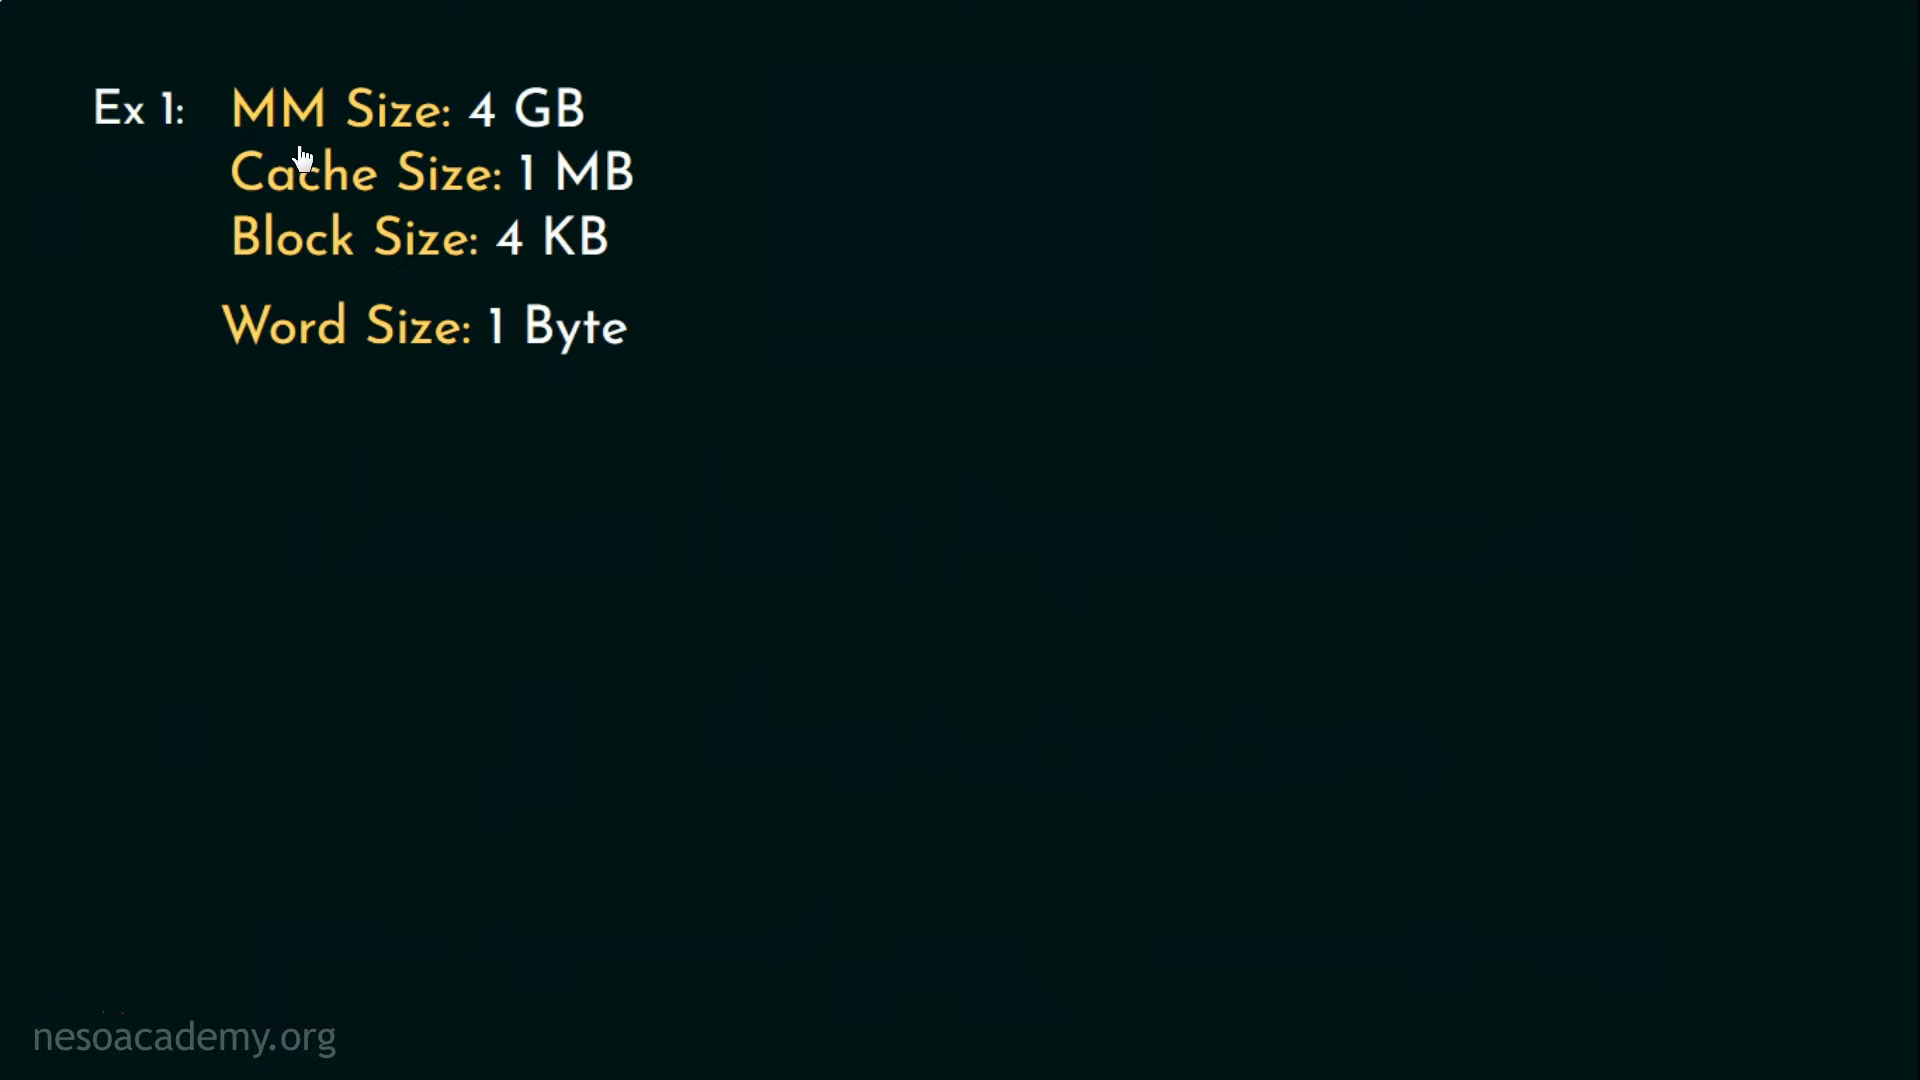 Ex 1: MM Size: 4 GB
Cache Size: 1 MB
Block Size: 4 KB
Word Size: 1 Byte
nesoacademy.org